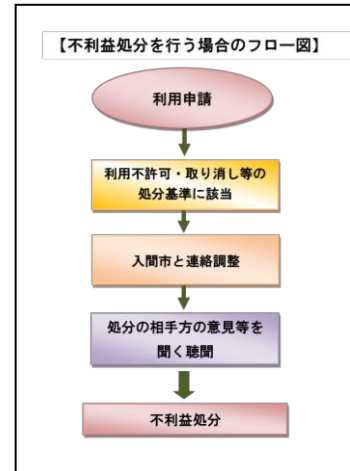 【不利益処分を行う場合のフロー図】
利用申請
利用不許可・取り消し等の
処分基準に該当
入間市と連絡調整
処分の相手方の意見等を
聞く聴聞
不利益処分